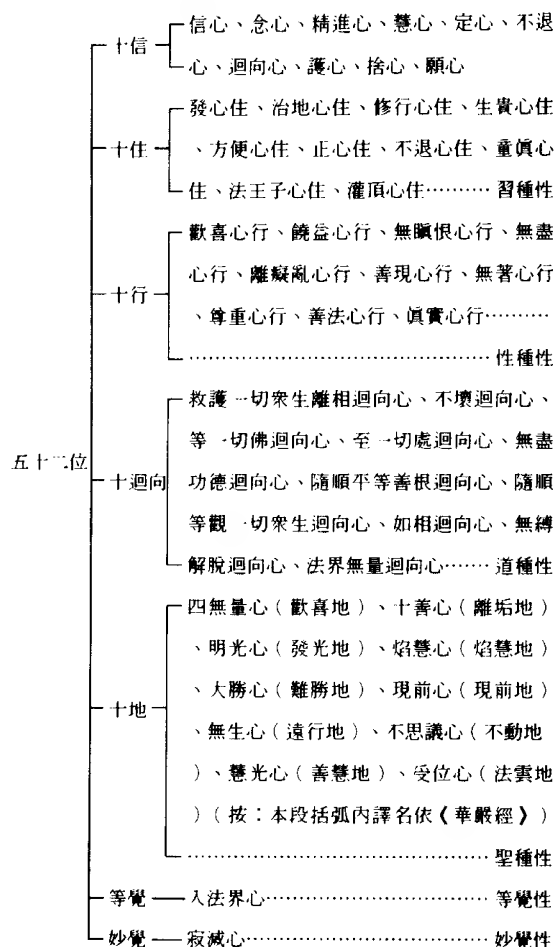 信心、念心、精進心、慧心、定心、不退
十信
心、迴向心、護心、捨心、願心
發心住、治地心住、修行心住、生貴心住
十住
、方便心住、正心住、不退心住、童眞心
住、法王子心住、灌頂心住……… 習種性
歡喜心行、饒益心行、無瞋恨心行、無盡
心行、離癡亂心行、善現心行、無著心行
十行
、尊重心行、善法心行、眞實心行………
………………………………… 性種性
救護一切衆生離相迴向心、不壞迴向心、
等一切佛迴向心、至一切處迴向心、無盡
五十二位
十迴向
功德迴向心、隨順平等善根迴向心、隨順
等觀一切衆生迴向心、如相迴向心、無縛
解脫迴向心、法界無量迴向心…… 道種性
四無量心(歡喜地)、十善心(離垢地)
、明光心(發光地)、焰慧心(焰慧地)
、大勝心(難勝地)、現前心(現前地)
十地
、無生心(遠行地)、不思議心(不動地
)、慧光心(善慧地)、受位心(法雲地
)(按:本段括弧內譯名依《華嚴經》)
………………………………… 聖種性
等覺 入法界心………………………… 等覺性
妙覺 寂滅心…………………………… 妙覺性